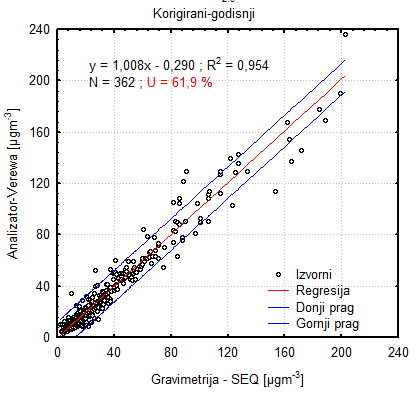 Korigirani-godisnji
y = 1,008x - 0,290 ; R² = 0,954
N = 362 ; U = 61,9 %
Analizator-Verewa [µgm⁻³]
240
200
160
120
80
40
0
Izvorni
Regresija
Donji prag
Gornji prag
0 40 80 120 160 200 240
Gravimetrija - SEQ [µgm⁻³]